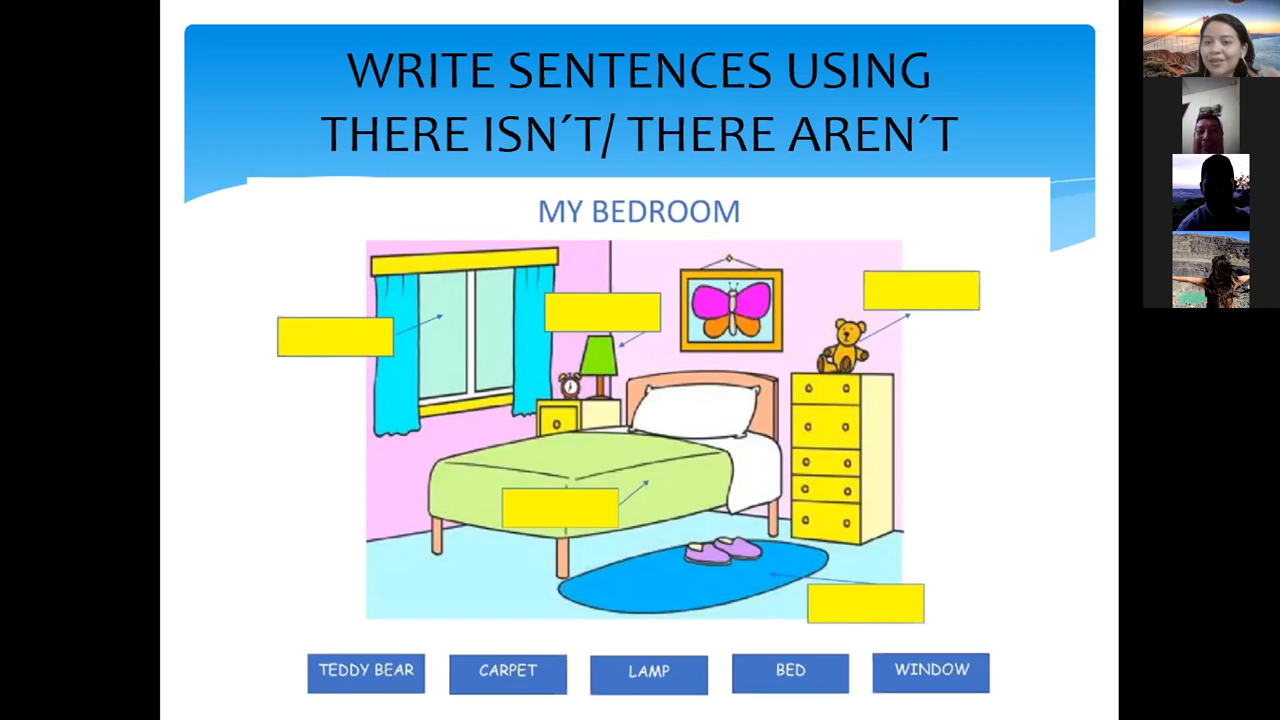 WRITE SENTENCES USING
THERE ISN´T/ THERE AREN´T
MY BEDROOM
TEDDY BEAR
CARPET
LAMP
BED
WINDOW